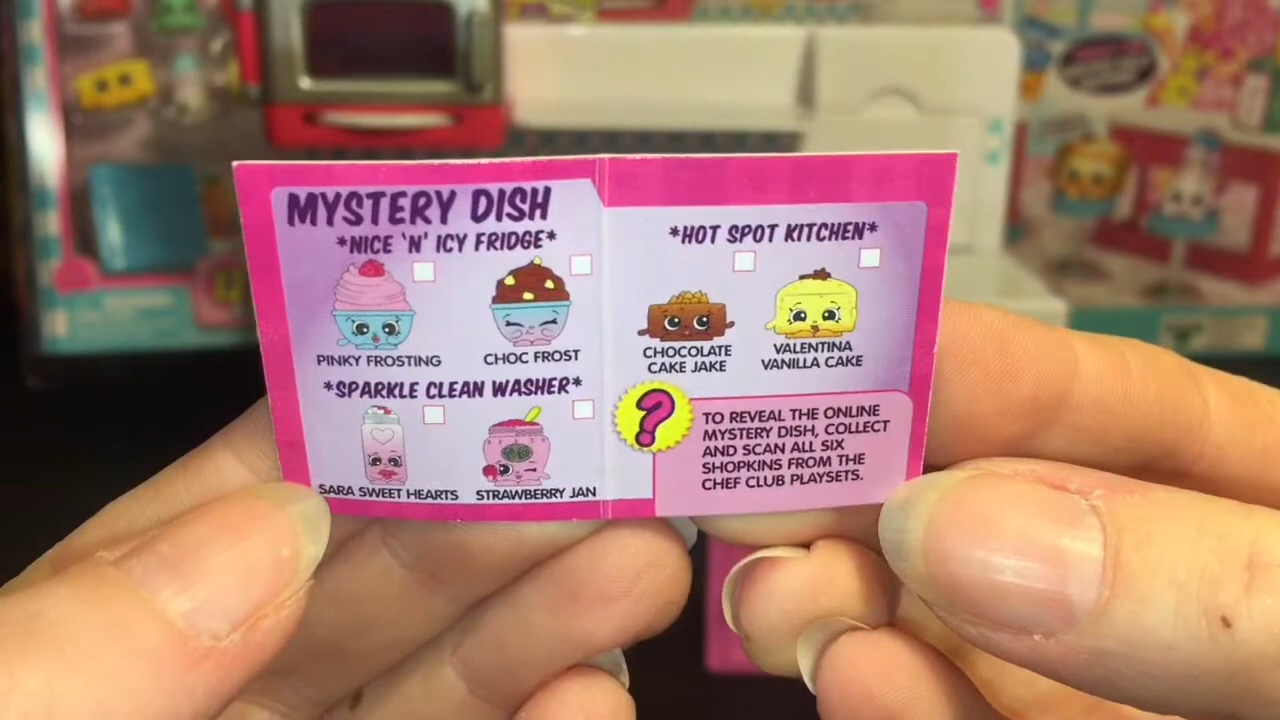 MYSTERY DISH
*NICE 'N' ICY FRIDGE*
PINKY FROSTING
CHOC FROST
*SPARKLE CLEAN WASHER*
SARA SWEET HEARTS
STRAWBERRY JAN
*HOT SPOT KITCHEN*
CHOCOLATE
CAKE JAKE
VALENTINA
VANILLA CAKE
?
TO REVEAL THE ONLINE
MYSTERY DISH, COLLECT
AND SCAN ALL SIX
SHOPKINS FROM THE
CHEF CLUB PLAYSETS.